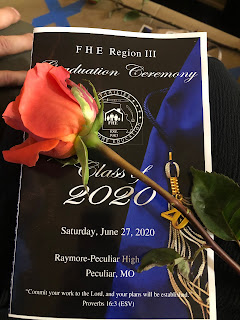 FHE Region III
Graduation Ceremony
FHE
Class of
2020
Saturday, June 27, 2020
Raymore-Peculiar High
Peculiar, MO
"Commit your work to the Lord, and your plans will be established."
Proverbs 16:3 (ESV)